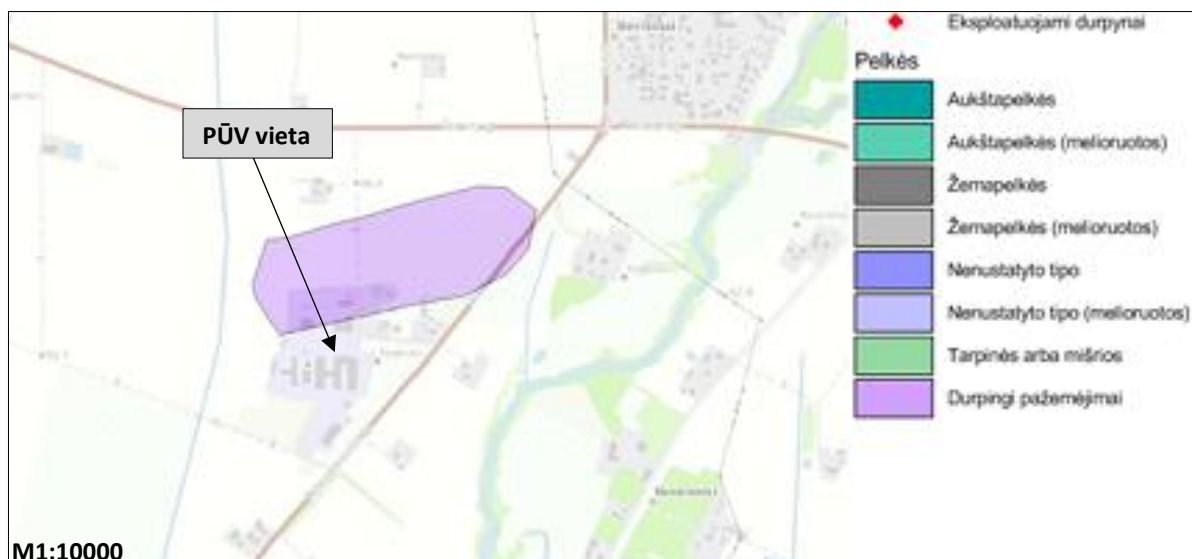 Eksploatuojami durpynai
Pelkės
PŪV vieta
Aukštapelkės
Aukštapelkės (melioruotos)
Žemapelkės
Žemapelkės (melioruotos)
Nenustatyto tipo
Nenustatyto tipo (melioruotos)
Tarpinės arba mišrios
Durpingi pažemėjimai
M1:10000